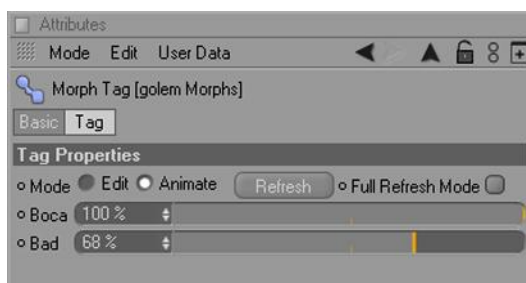 Attributes
Mode Edit User Data
Morph Tag [golem Morphs]
Basic Tag
Tag Properties
Mode Edit Animate Refresh Full Refresh Mode
Boca 100 %
Bad 68 %